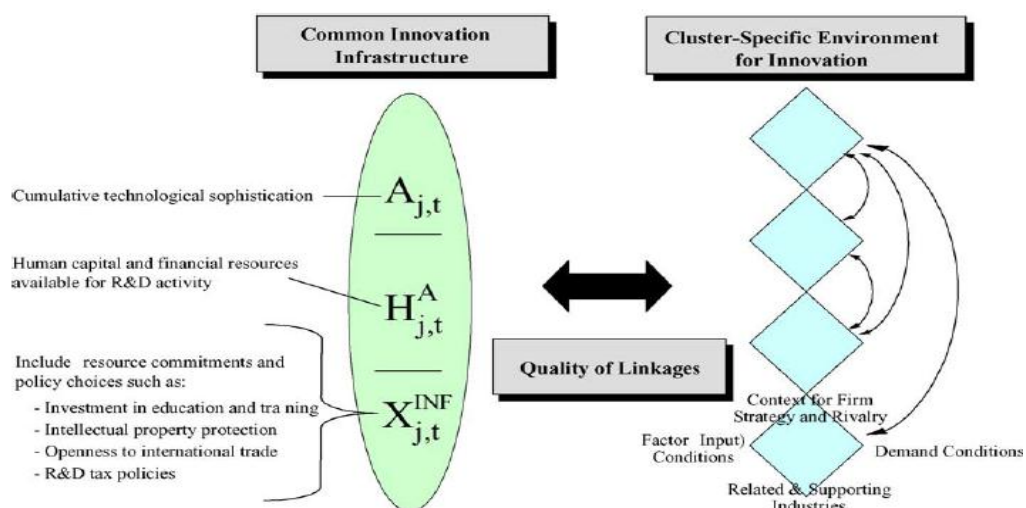 Common Innovation
Infrastructure
Cluster-Specific Environment
for Innovation
Cumulative technological sophistication
A j,t
Human capital and financial resources
available for R&D activity
H A j,t
Include resource commitments and
policy choices such as:
- Investment in education and tra ning
- Intellectual property protection
- Openness to international trade
- R&D tax policies
X INF j,t
Quality of Linkages
Context for Firm
Strategy and Rivalry
Factor Input)
Conditions
Demand Conditions
Related & Supporting
Industries